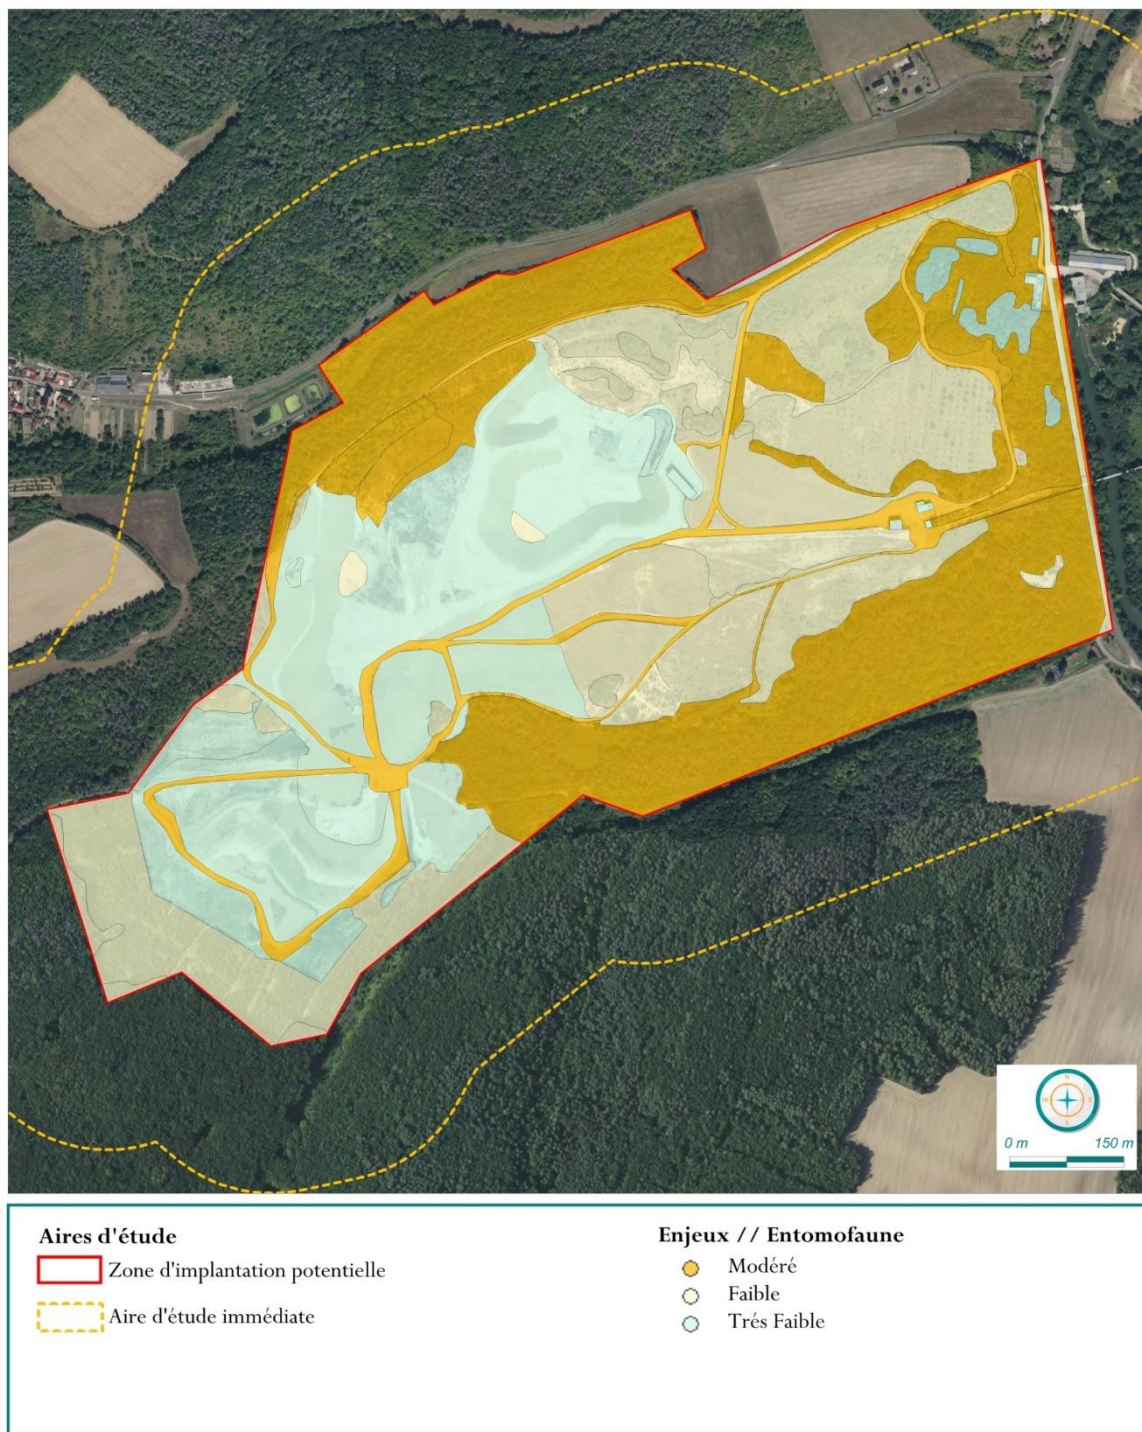 N
W
S
S
0 m 150 m
Aires d'étude
Zone d'implantation potentielle
Aire d'étude immédiate
Enjeux // Entomofaune
Modéré
Faible
Trés Faible